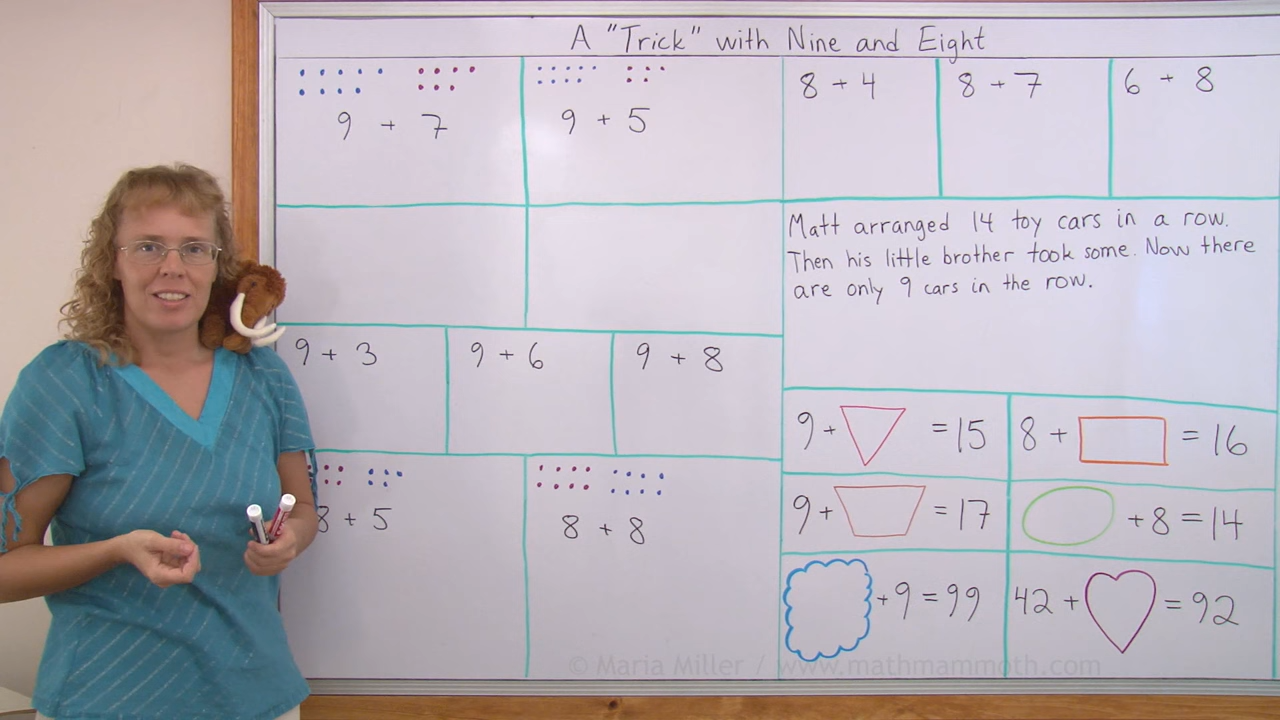 A "Trick" with Nine and Eight
9 + 7
9 + 5
8 + 4
8 + 7
6 + 8
Matt arranged 14 toy cars in a row.
Then his little brother took some. Now there
are only 9 cars in the row.
9 + 3
9 + 6
9 + 8
8 + 5
8 + 8
9 + = 15
8 + = 16
9 + = 17
+ 8 = 14
+ 9 = 99
42 + = 92
© Maria Miller / www.mathmammoth.com